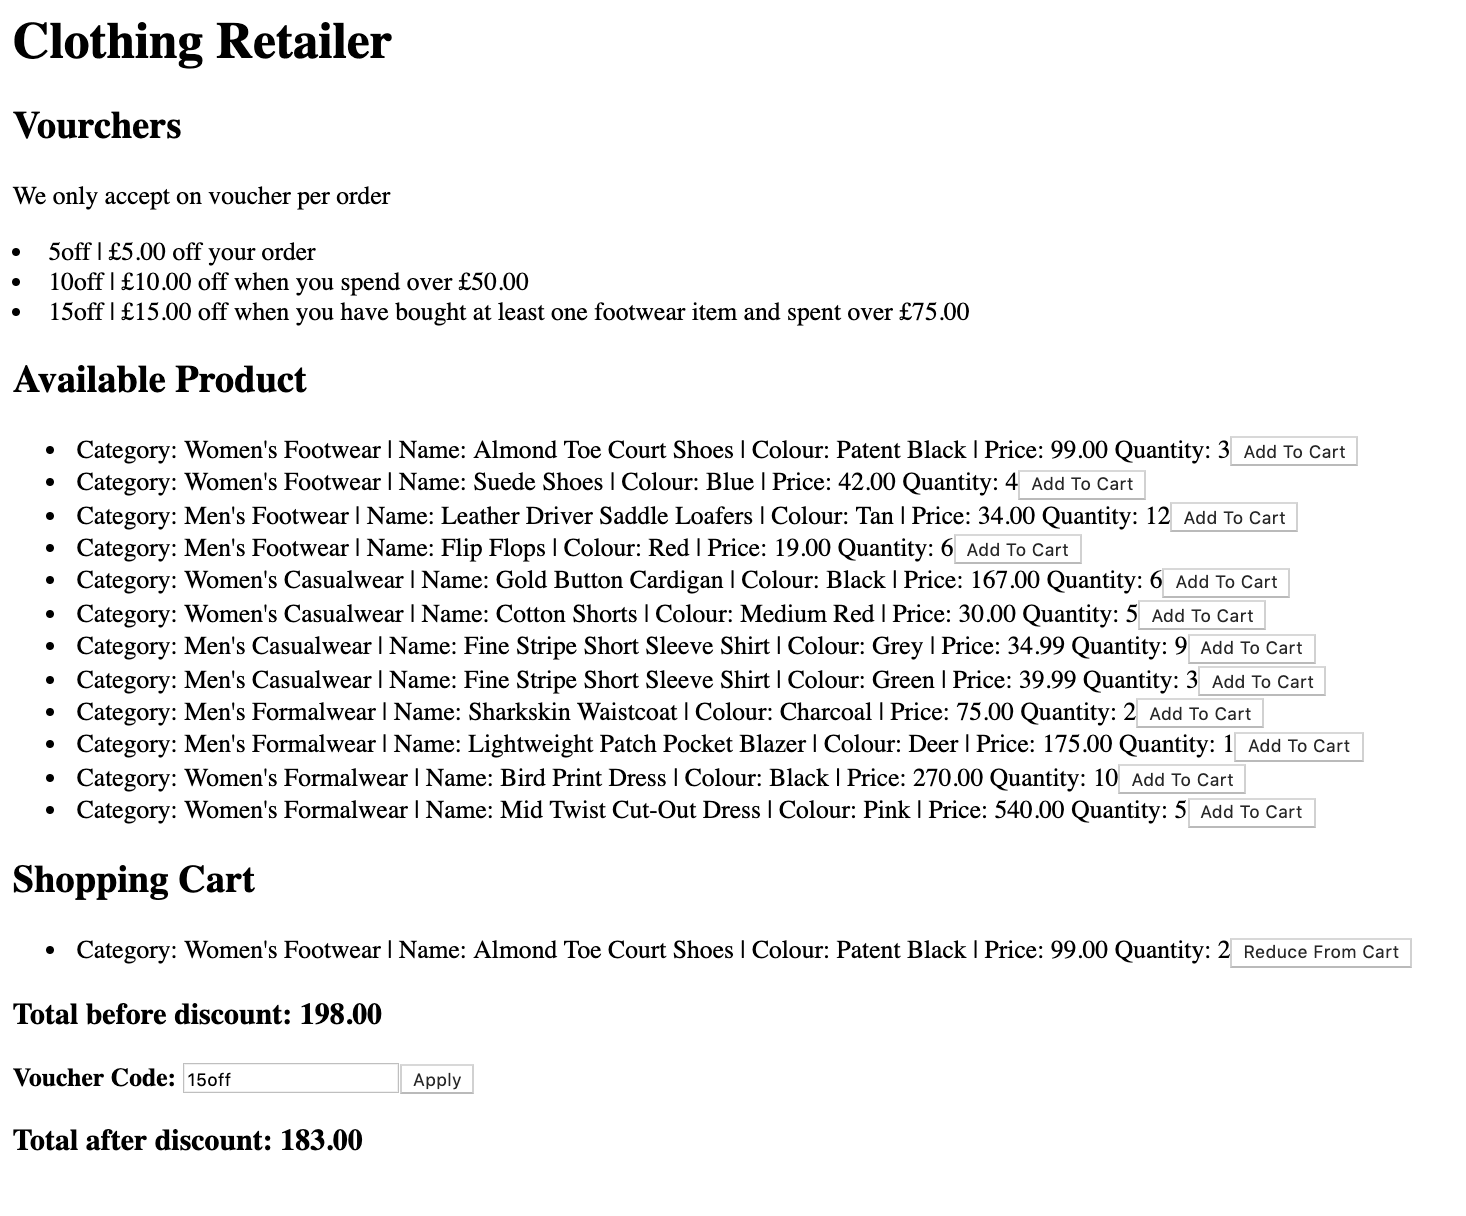 Clothing Retailer
Vourchers
We only accept on voucher per order
• 5off | £5.00 off your order
• 10off | £10.00 off when you spend over £50.00
• 15off | £15.00 off when you have bought at least one footwear item and spent over £75.00
Available Product
• Category: Women's Footwear | Name: Almond Toe Court Shoes | Colour: Patent Black | Price: 99.00 Quantity: 3 Add To Cart
• Category: Women's Footwear | Name: Suede Shoes | Colour: Blue | Price: 42.00 Quantity: 4 Add To Cart
• Category: Men's Footwear | Name: Leather Driver Saddle Loafers | Colour: Tan | Price: 34.00 Quantity: 12 Add To Cart
• Category: Men's Footwear | Name: Flip Flops | Colour: Red | Price: 19.00 Quantity: 6 Add To Cart
• Category: Women's Casualwear | Name: Gold Button Cardigan | Colour: Black | Price: 167.00 Quantity: 6 Add To Cart
• Category: Women's Casualwear | Name: Cotton Shorts | Colour: Medium Red | Price: 30.00 Quantity: 5 Add To Cart
• Category: Men's Casualwear | Name: Fine Stripe Short Sleeve Shirt | Colour: Grey | Price: 34.99 Quantity: 9 Add To Cart
• Category: Men's Casualwear | Name: Fine Stripe Short Sleeve Shirt | Colour: Green | Price: 39.99 Quantity: 3 Add To Cart
• Category: Men's Formalwear | Name: Sharkskin Waistcoat | Colour: Charcoal | Price: 75.00 Quantity: 2 Add To Cart
• Category: Men's Formalwear | Name: Lightweight Patch Pocket Blazer | Colour: Deer | Price: 175.00 Quantity: 1 Add To Cart
• Category: Women's Formalwear | Name: Bird Print Dress | Colour: Black | Price: 270.00 Quantity: 10 Add To Cart
• Category: Women's Formalwear | Name: Mid Twist Cut-Out Dress | Colour: Pink | Price: 540.00 Quantity: 5 Add To Cart
Shopping Cart
• Category: Women's Footwear | Name: Almond Toe Court Shoes | Colour: Patent Black | Price: 99.00 Quantity: 2 Reduce From Cart
Total before discount: 198.00
Voucher Code: 15off Apply
Total after discount: 183.00